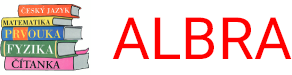 ČESKÝ JAZYK
MATEMATIKA
PRVOUKA
FYZIKA
ČÍTANKA
ALBRA